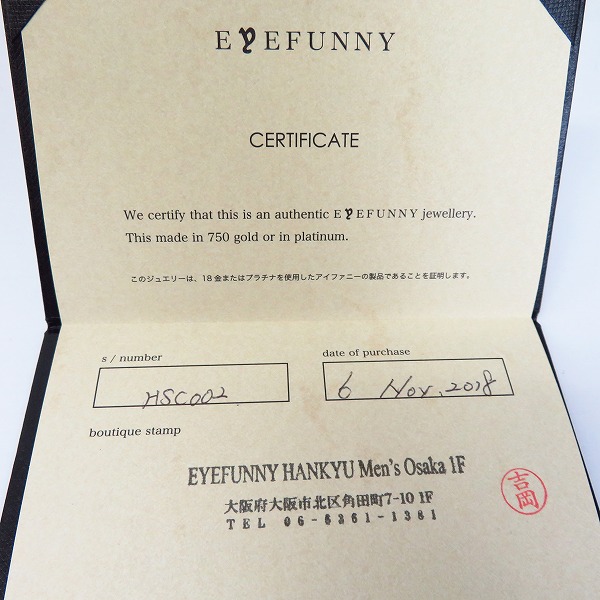 EYEFUNNY
CERTIFICATE
We certify that this is an authentic EYEFUNNY jewellery.
This made in 750 gold or in platinum.
このジュエリーは、18金またはプラチナを使用したアイファニーの製品であることを証明します。
s / number
date of purchase
HSC002
6 Nov, 2018
boutique stamp
EYEFUNNY HANKYU Men's Osaka 1F
大阪府大阪市北区角田町7-10 1F
TEL 06-6361-1381
吉岡